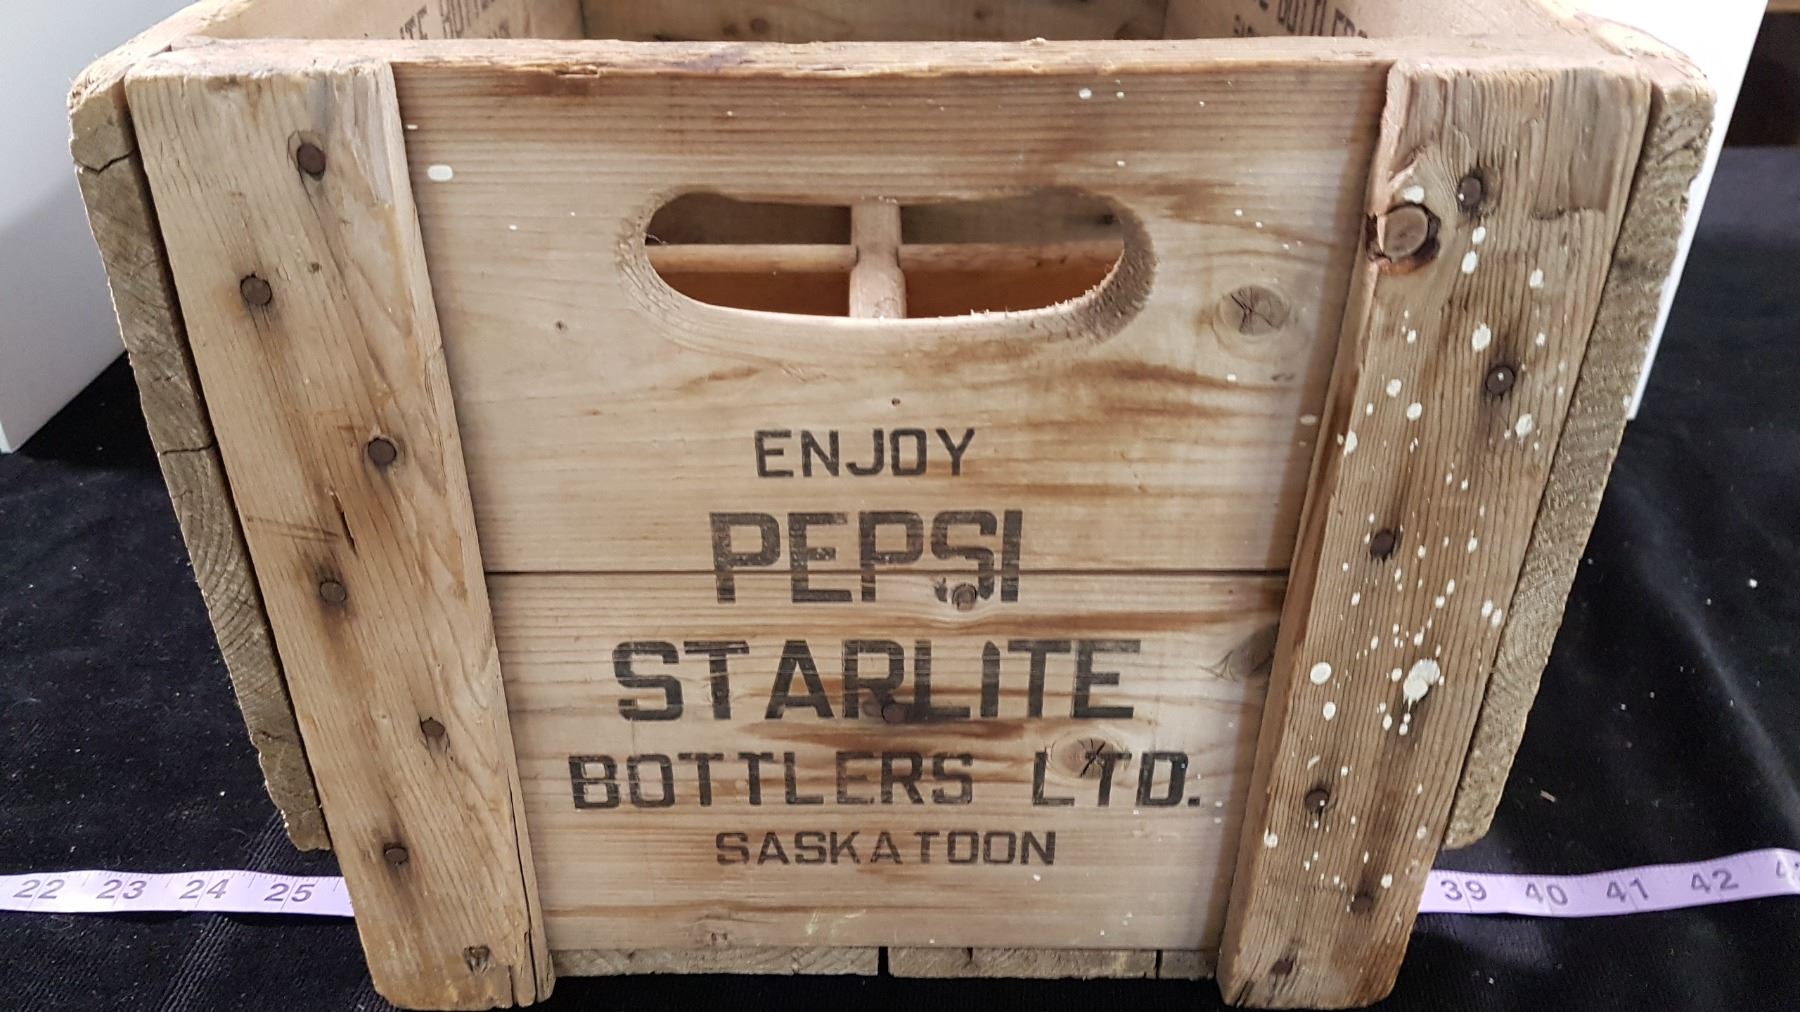 ENJOY
PEPSI
STARLITE
BOTTLERS LTD.
SASKATOON
22 23 24 25
39 40 41 42